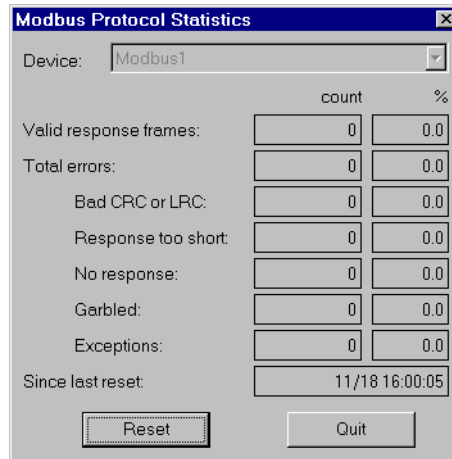 Modbus Protocol Statistics
Device: Modbus1
count %
Valid response frames: 0 0.0
Total errors: 0 0.0
Bad CRC or LRC: 0 0.0
Response too short: 0 0.0
No response: 0 0.0
Garbled: 0 0.0
Exceptions: 0 0.0
Since last reset: 11/18 16:00:05
Reset Quit